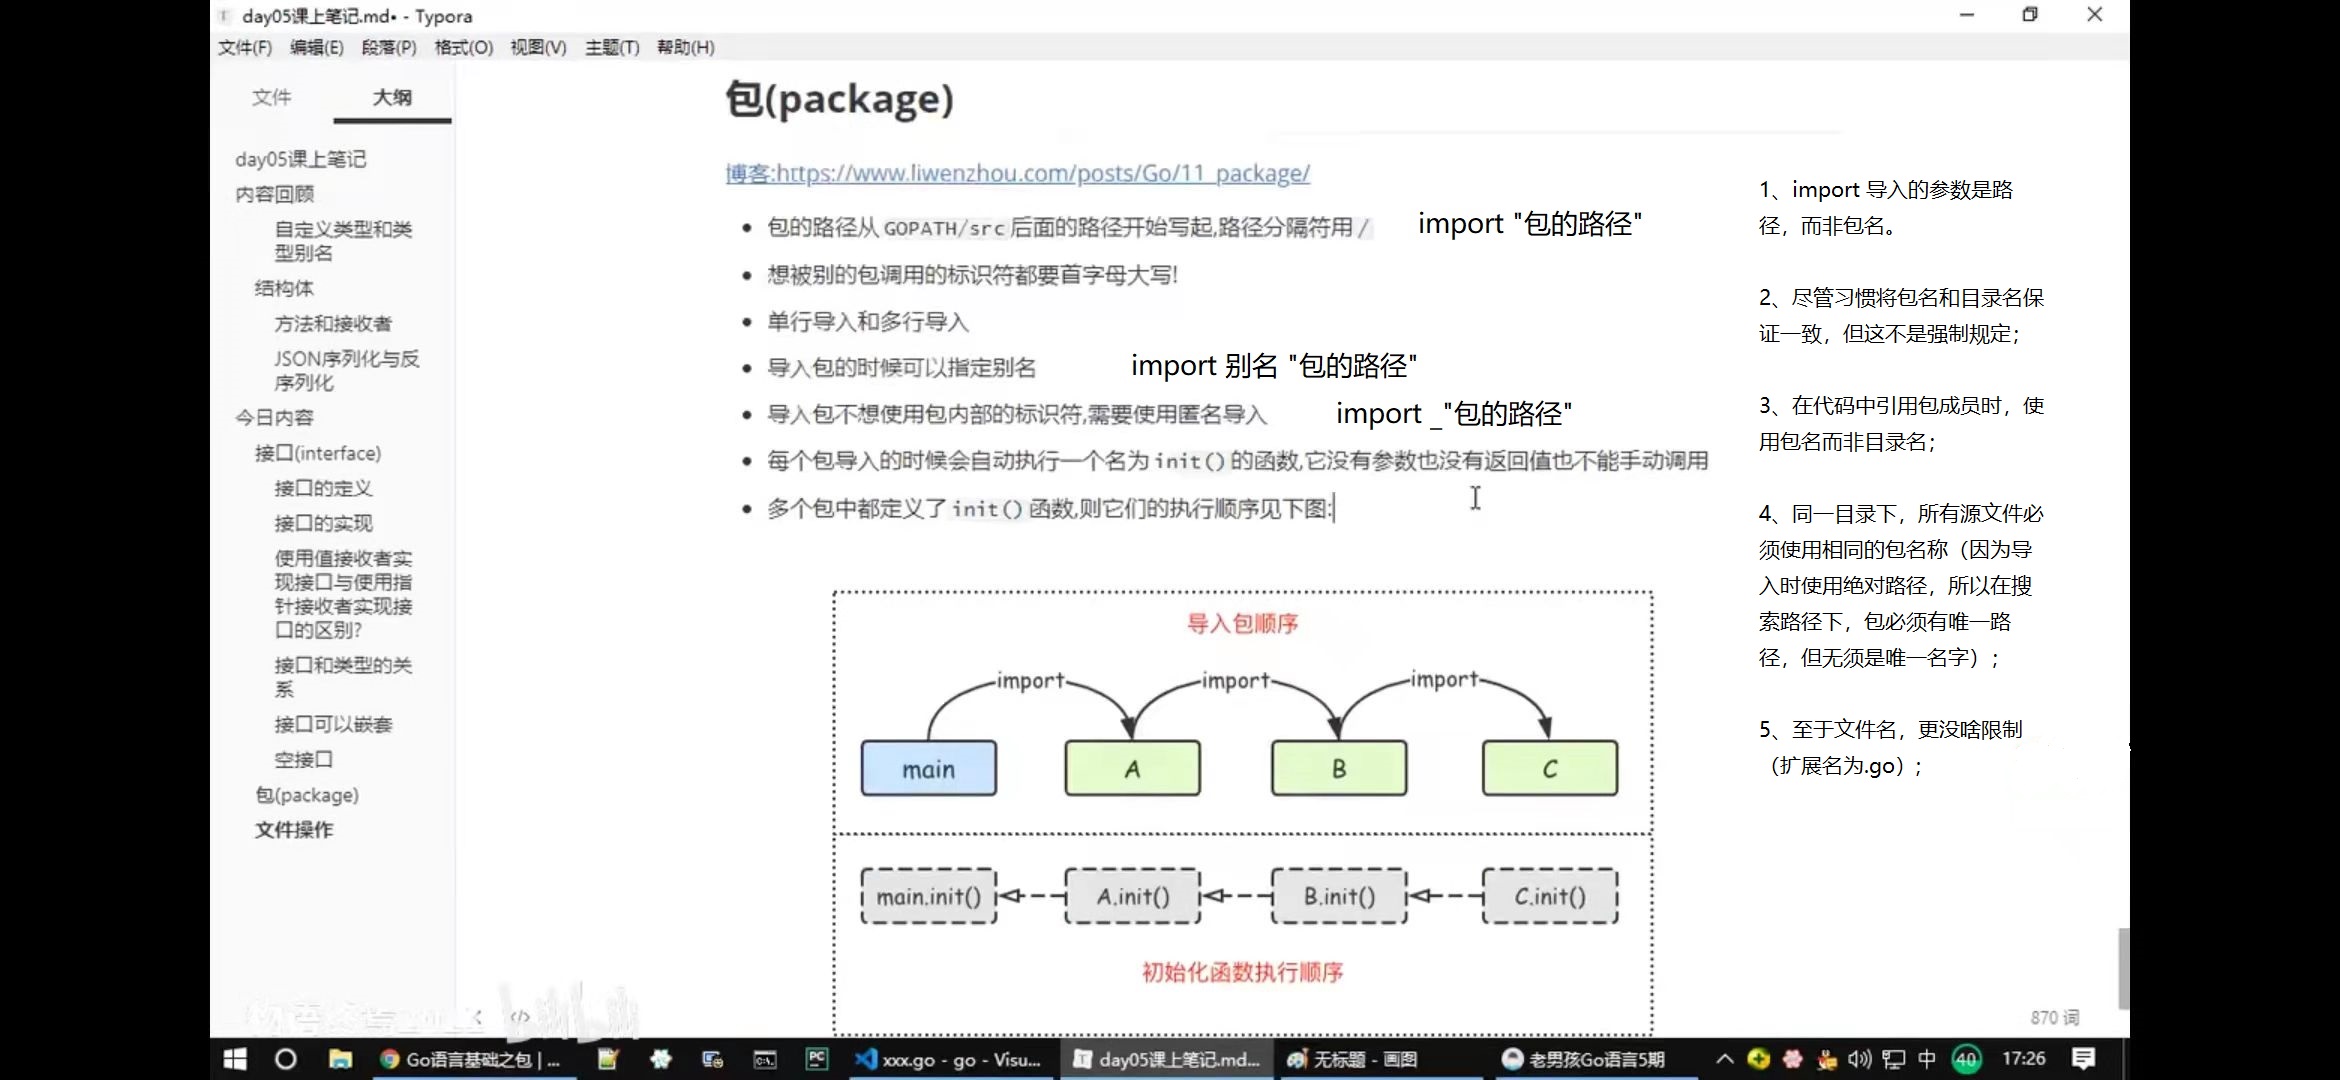 day05课上笔记.md• - Typora
文件(F) 编辑(E) 段落(P) 格式(O) 视图(V) 主题(T) 帮助(H)
文件 大纲
day05课上笔记
内容回顾
自定义类型和类
型别名
结构体
方法和接收者
JSON序列化与反
序列化
今日内容
接口(interface)
接口的定义
接口的实现
使用值接收者实
现接口与使用指
针接收者实现接
口的区别?
接口和类型的关
系
接口可以嵌套
空接口
包(package)
文件操作
包(package)
博客:https://www.liwenzhou.com/posts/Go/11_package/
• 包的路径从 GOPATH/src 后面的路径开始写起,路径分隔符用 / import "包的路径"
• 想被别的包调用的标识符都要首字母大写!
• 单行导入和多行导入
• 导入包的时候可以指定别名 import 别名 "包的路径"
• 导入包不想使用包内部的标识符,需要使用匿名导入 import _"包的路径"
• 每个包导入的时候会自动执行一个名为 init() 的函数,它没有参数也没有返回值也不能手动调用
• 多个包中都定义了 init() 函数,则它们的执行顺序见下图:
导入包顺序
import import import
main A B C
main.init() A.init() B.init() C.init()
初始化函数执行顺序
1、import 导入的参数是路
径，而非包名。
2、尽管习惯将包名和目录名保
证一致，但这不是强制规定；
3、在代码中引用包成员时，使
用包名而非目录名；
4、同一目录下，所有源文件必
须使用相同的包名称（因为导
入时使用绝对路径，所以在搜
索路径下，包必须有唯一路
径，但无须是唯一名字）；
5、至于文件名，更没啥限制
（扩展名为.go）；
870 词
Go语言基础之包 | ... xxx.go - go - Visu... day05课上笔记.md... 无标题 - 画图 老男孩Go语言5期 中 40 17:26